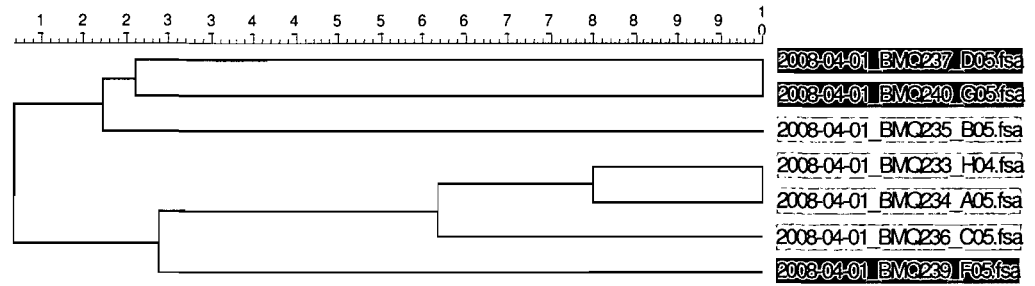 1 1 2 2 3 3 4 4 5 5 6 6 7 7 8 8 9 9 1
0
2008-04-01_BMQ237_D05.fsa
2008-04-01_BMQ240_G05.fsa
2008-04-01_BMQ235_B05.fsa
2008-04-01_BMQ233_H04.fsa
2008-04-01_BMQ234_A05.fsa
2008-04-01_BMQ236_C05.fsa
2008-04-01_BMQ239_F05.fsa